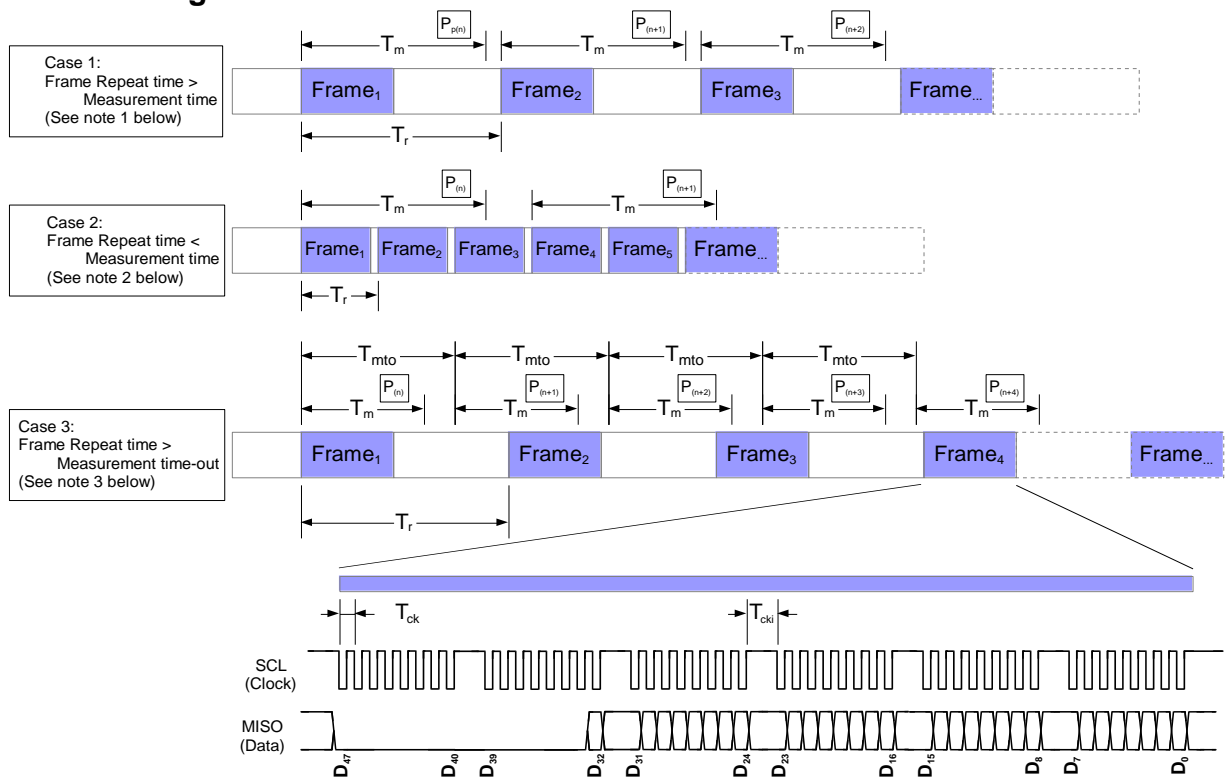 Case 1:
Frame Repeat time >
Measurement time
(See note 1 below)
Tm Pp(n) Tm P(n+1) Tm P(n+2)
Frame1 Frame2 Frame3 Frame...
Tr
Case 2:
Frame Repeat time <
Measurement time
(See note 2 below)
Tm P(n) Tm P(n+1)
Frame1 Frame2 Frame3 Frame4 Frame5 Frame...
Tr
Tmto Tmto Tmto Tmto
Tm P(n) Tm P(n+1) Tm P(n+2) Tm P(n+3) Tm P(n+4)
Case 3:
Frame Repeat time >
Measurement time-out
(See note 3 below)
Frame1 Frame2 Frame3 Frame4 Frame...
Tr
Tck Tcki
SCL
(Clock)
MISO
(Data)
D47 D40 D39 D32 D31 D24 D23 D16 D15 D8 D7 D0